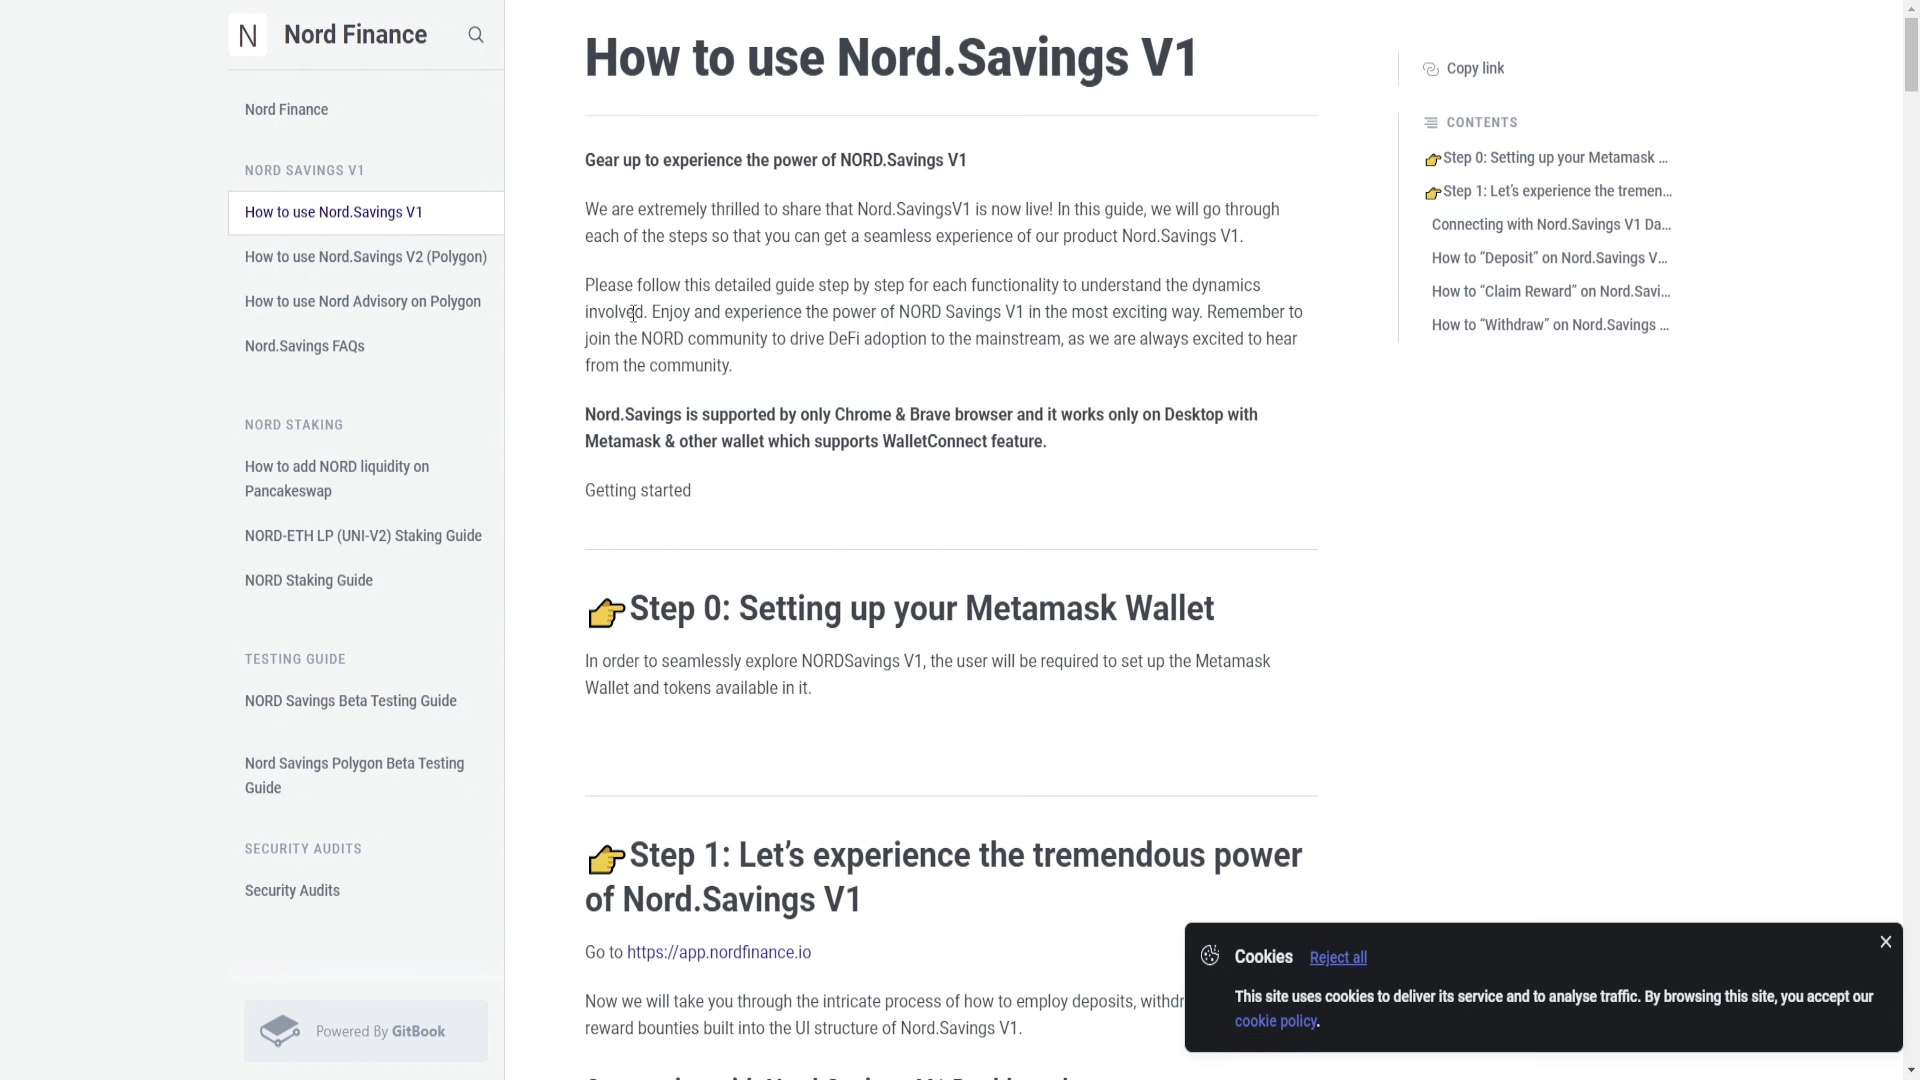 N
Nord Finance
Nord Finance
NORD SAVINGS V1
How to use Nord.Savings V1
How to use Nord.Savings V2 (Polygon)
How to use Nord Advisory on Polygon
Nord.Savings FAQs
NORD STAKING
How to add NORD liquidity on
Pancakeswap
NORD-ETH LP (UNI-V2) Staking Guide
NORD Staking Guide
TESTING GUIDE
NORD Savings Beta Testing Guide
Nord Savings Polygon Beta Testing
Guide
SECURITY AUDITS
Security Audits
Powered By GitBook
How to use Nord.Savings V1
Gear up to experience the power of NORD.Savings V1
We are extremely thrilled to share that Nord.SavingsV1 is now live! In this guide, we will go through
each of the steps so that you can get a seamless experience of our product Nord.Savings V1.
Please follow this detailed guide step by step for each functionality to understand the dynamics
involved. Enjoy and experience the power of NORD Savings V1 in the most exciting way. Remember to
join the NORD community to drive DeFi adoption to the mainstream, as we are always excited to hear
from the community.
Nord.Savings is supported by only Chrome & Brave browser and it works only on Desktop with
Metamask & other wallet which supports WalletConnect feature.
Getting started
👉Step 0: Setting up your Metamask Wallet
In order to seamlessly explore NORDSavings V1, the user will be required to set up the Metamask
Wallet and tokens available in it.
👉Step 1: Let’s experience the tremendous power
of Nord.Savings V1
Go to https://app.nordfinance.io
Now we will take you through the intricate process of how to employ deposits, withdr
reward bounties built into the UI structure of Nord.Savings V1.
Copy link
CONTENTS
👉Step 0: Setting up your Metamask ...
👉Step 1: Let’s experience the tremen...
Connecting with Nord.Savings V1 Da...
How to “Deposit” on Nord.Savings V...
How to “Claim Reward” on Nord.Savi...
How to “Withdraw” on Nord.Savings ...
Cookies Reject all
This site uses cookies to deliver its service and to analyse traffic. By browsing this site, you accept our
cookie policy.